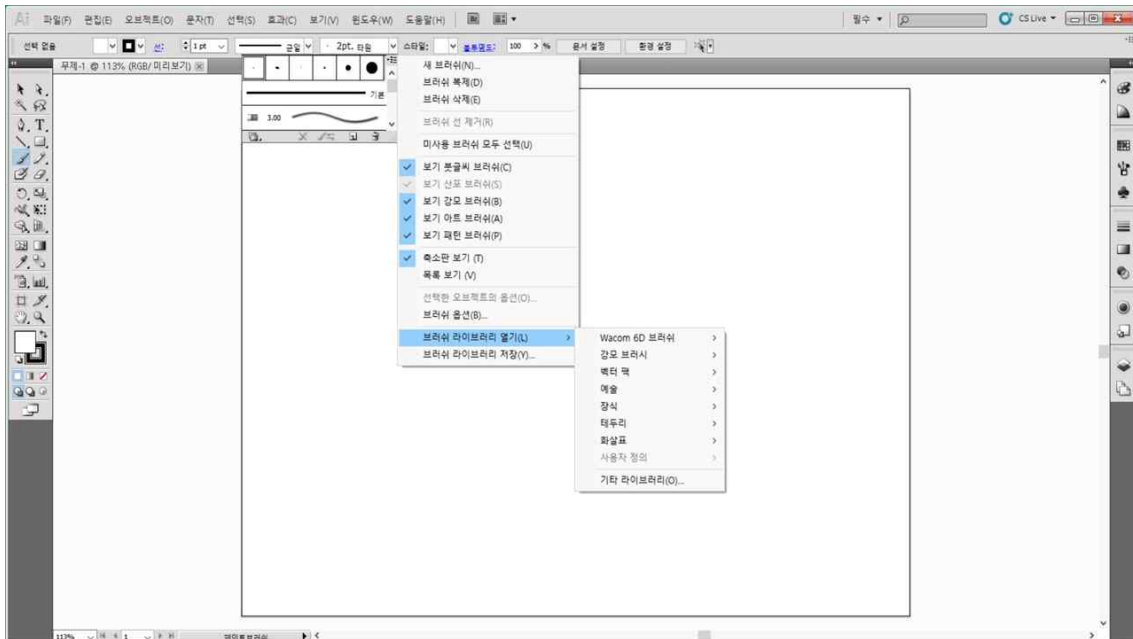 Ai 파일(F) 편집(E) 오브젝트(O) 문자(T) 선택(S) 효과(C) 보기(V) 윈도우(W) 도움말(H) Br 필수 CS Live
선택 없음 선: 1 pt 균일 2pt. 타원 스타일: 불투명도: 100 % 문서 설정 환경 설정
무제-1 @ 113% (RGB/미리보기)
기본
3.00
새 브러쉬(N)...
브러쉬 복제(D)
브러쉬 삭제(E)
브러쉬 선 제거(R)
미사용 브러쉬 모두 선택(U)
보기 붓글씨 브러쉬(C)
보기 산포 브러쉬(S)
보기 강모 브러쉬(B)
보기 아트 브러쉬(A)
보기 패턴 브러쉬(P)
축소판 보기 (T)
목록 보기 (V)
선택한 오브젝트의 옵션(O)...
브러쉬 옵션(B)...
브러쉬 라이브러리 열기(L)
브러쉬 라이브러리 저장(Y)...
Wacom 6D 브러쉬
강모 브러시
벡터 팩
예술
장식
테두리
화살표
사용자 정의
기타 라이브러리(O)...
113% 1 페인트브러쉬